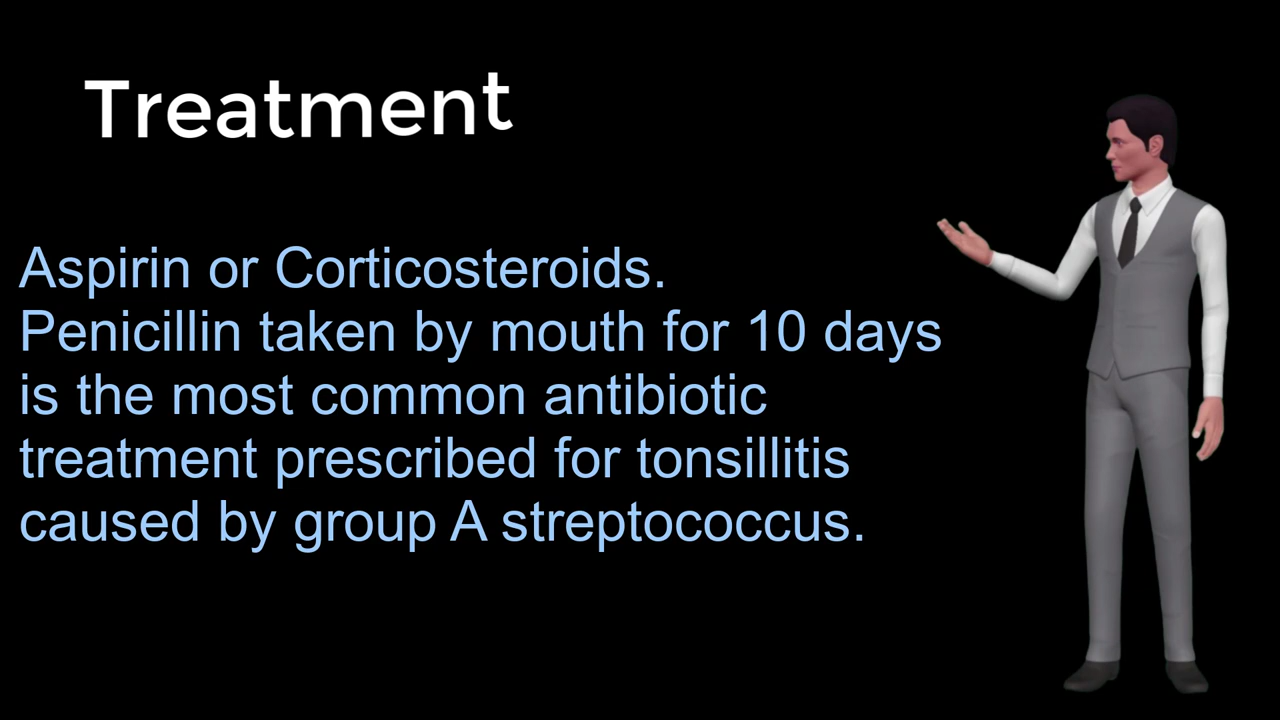 Treatment
Aspirin or Corticosteroids.
Penicillin taken by mouth for 10 days
is the most common antibiotic
treatment prescribed for tonsillitis
caused by group A streptococcus.